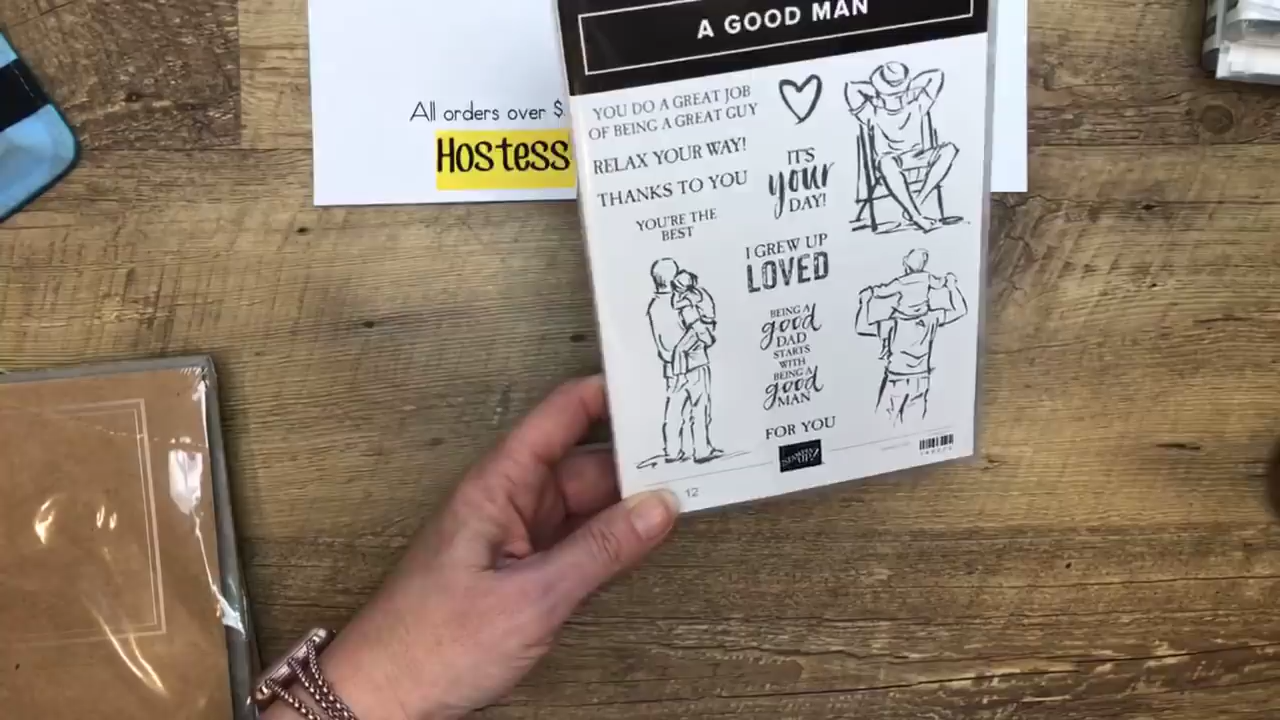 A GOOD MAN
All orders over $
Hostess
YOU DO A GREAT JOB
OF BEING A GREAT GUY
RELAX YOUR WAY!
THANKS TO YOU
YOU'RE THE
BEST
IT'S
your
DAY!
I GREW UP
LOVED
BEING A
good
DAD
STARTS
WITH
BEING A
good
MAN
FOR YOU
STAMPIN' UP!
12